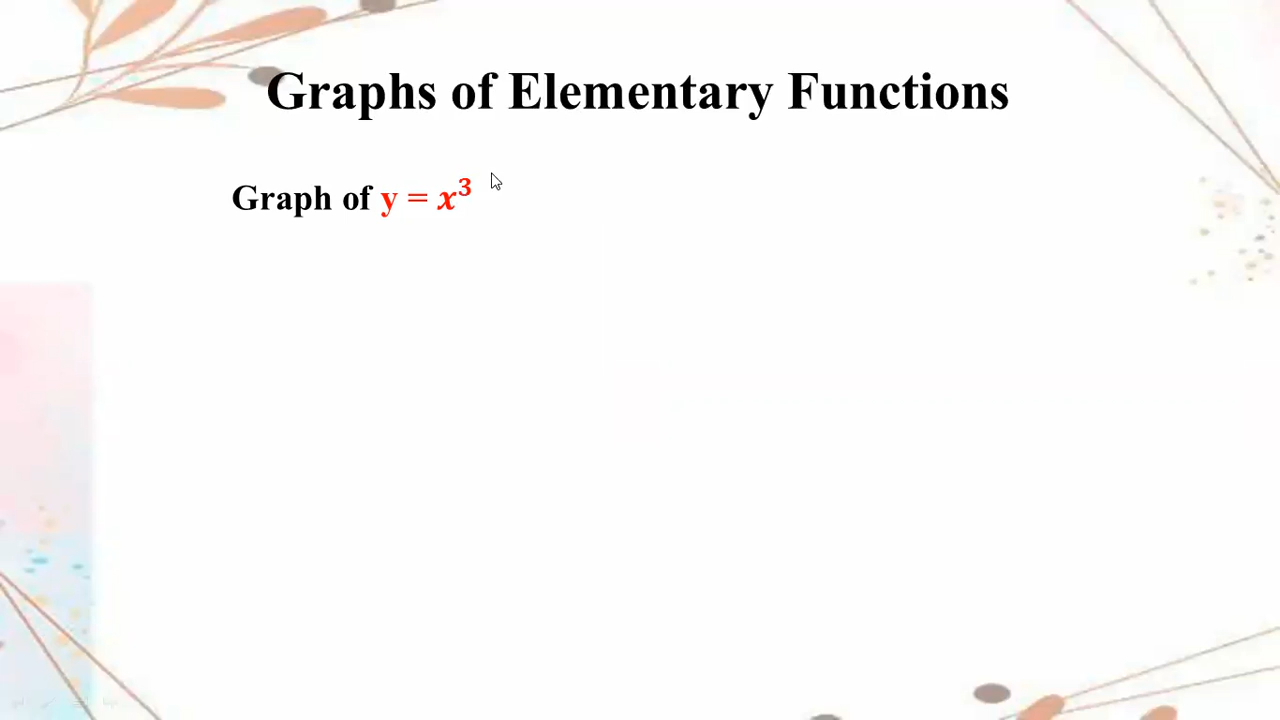 Graphs of Elementary Functions
Graph of y = x³